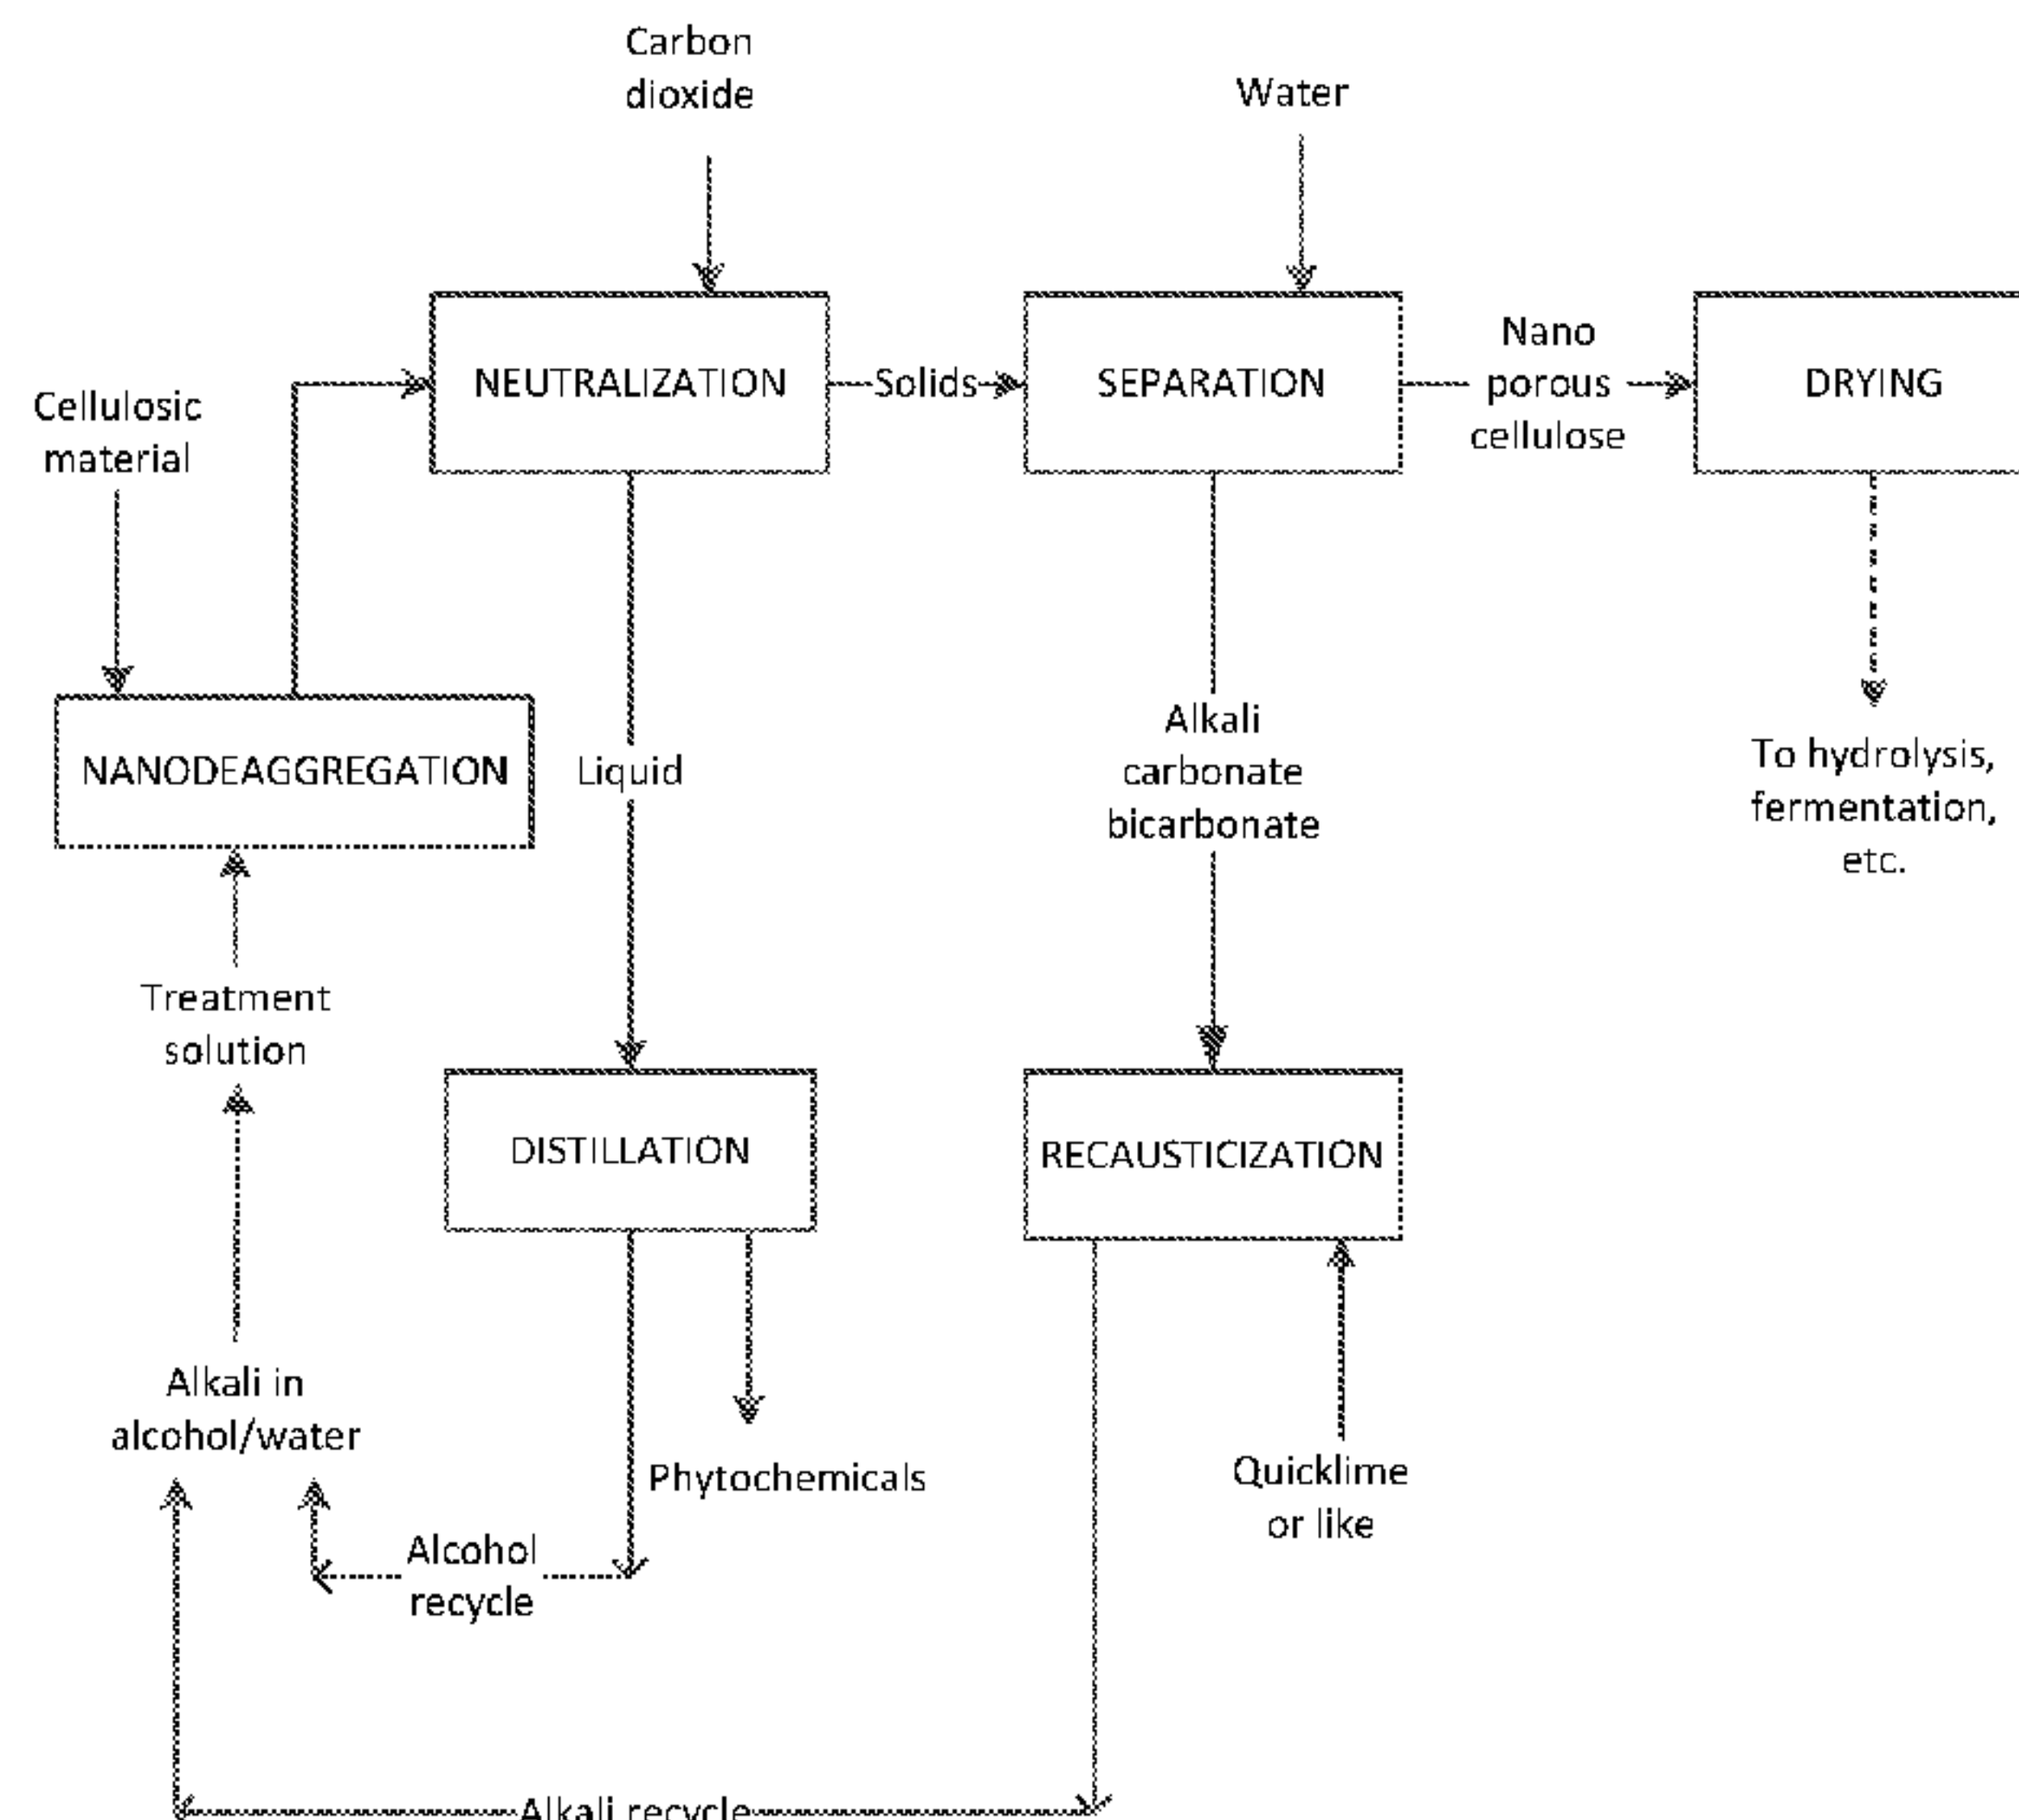 Carbon
dioxide
Water
NEUTRALIZATION
Solids
SEPARATION
Nano
porous
cellulose
DRYING
Cellulosic
material
NANODEAGGREGATION
Liquid
Alkali
carbonate
bicarbonate
To hydrolysis,
fermentation,
etc.
Treatment
solution
DISTILLATION
RECAUSTICIZATION
Alkali in
alcohol/water
Phytochemicals
Quicklime
or like
Alcohol
recycle
Alkali recycle